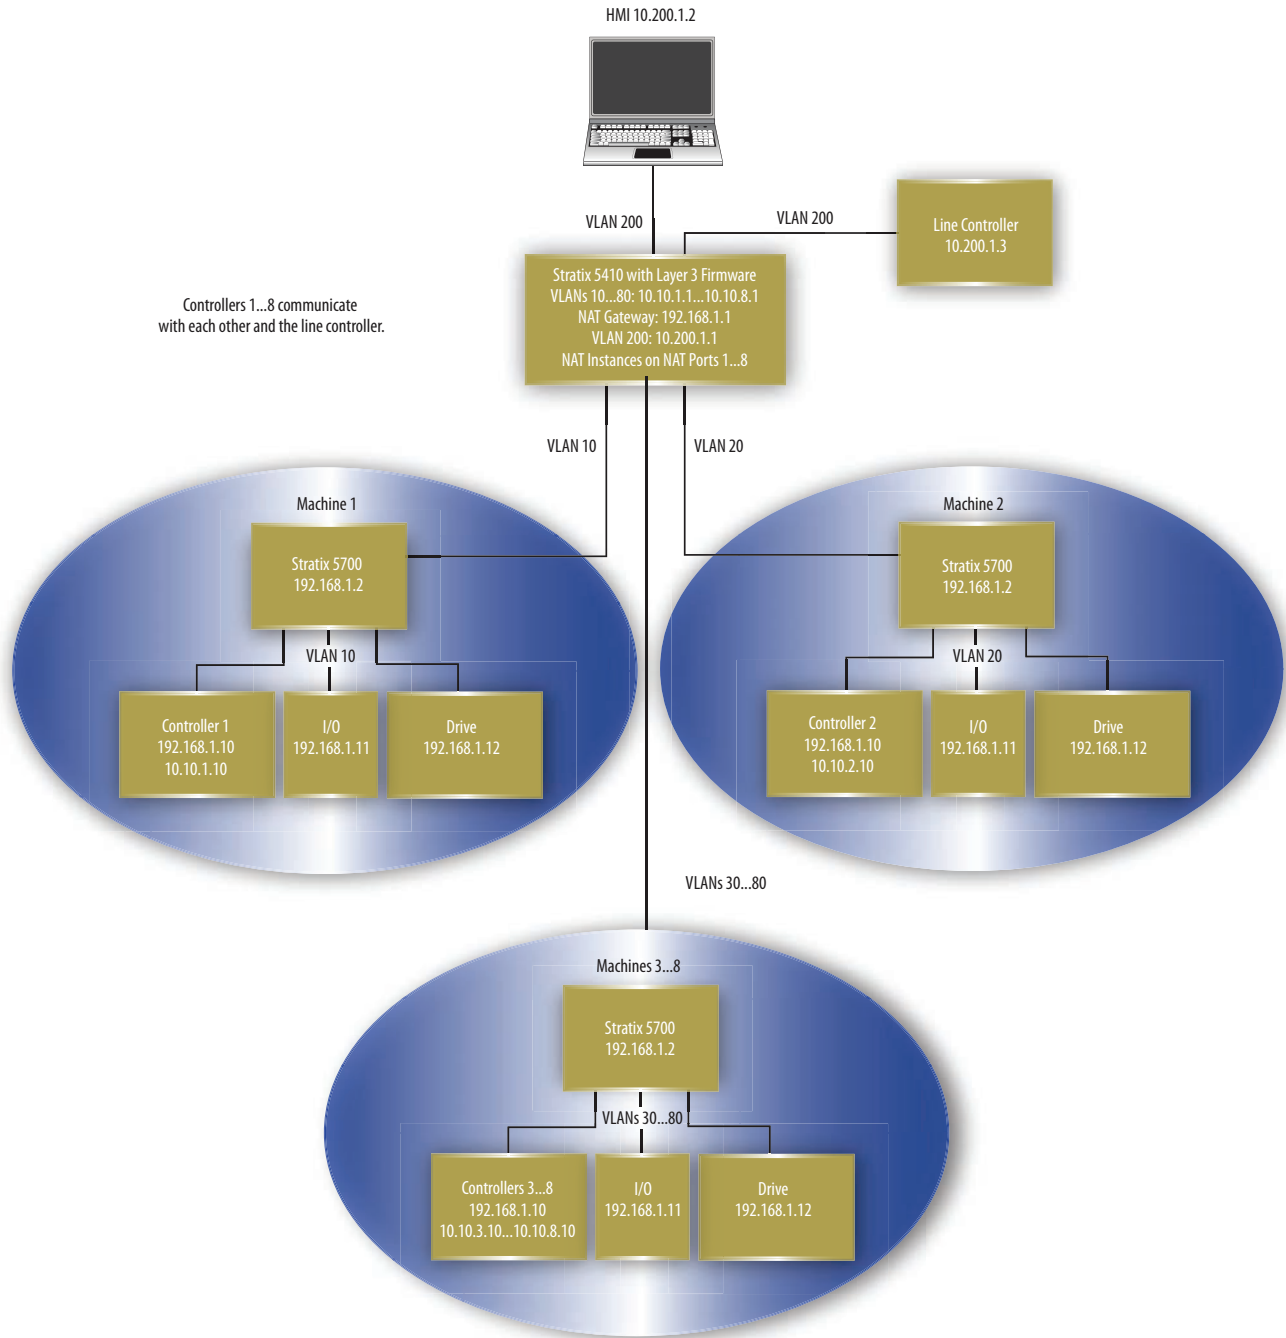 HMI 10.200.1.2
VLAN 200
VLAN 200
Line Controller
10.200.1.3
Stratix 5410 with Layer 3 Firmware
VLANs 10...80: 10.10.1.1...10.10.8.1
NAT Gateway: 192.168.1.1
VLAN 200: 10.200.1.1
NAT Instances on NAT Ports 1...8
Controllers 1...8 communicate
with each other and the line controller.
VLAN 10
VLAN 20
Machine 1
Stratix 5700
192.168.1.2
VLAN 10
Controller 1
192.168.1.10
10.10.1.10
I/O
192.168.1.11
Drive
192.168.1.12
Machine 2
Stratix 5700
192.168.1.2
VLAN 20
Controller 2
192.168.1.10
10.10.2.10
I/O
192.168.1.11
Drive
192.168.1.12
VLANs 30...80
Machines 3...8
Stratix 5700
192.168.1.2
VLANs 30...80
Controllers 3...8
192.168.1.10
10.10.3.10...10.10.8.10
I/O
192.168.1.11
Drive
192.168.1.12